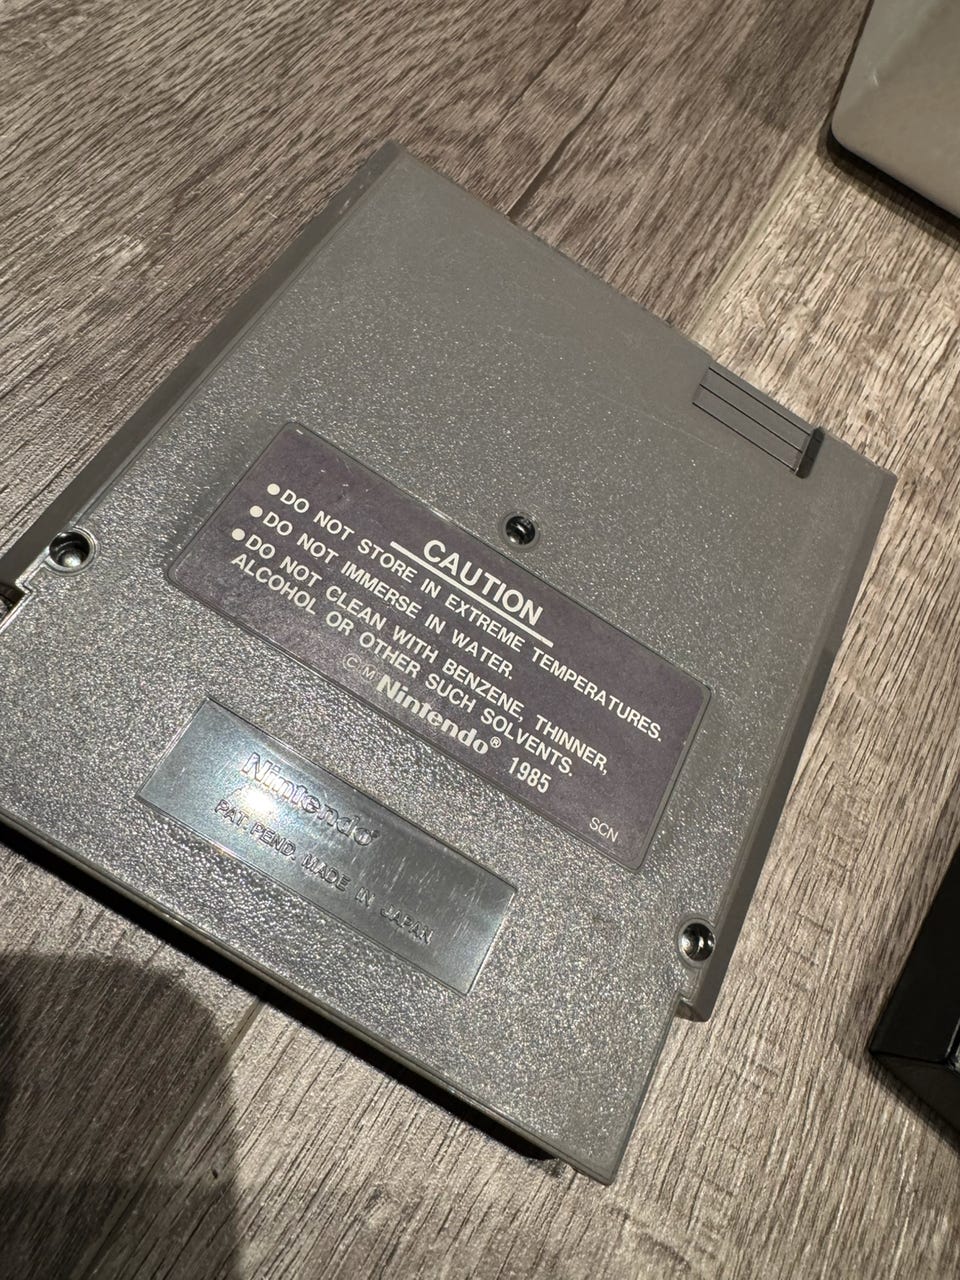 CAUTION
●DO NOT STORE IN EXTREME TEMPERATURES.
●DO NOT IMMERSE IN WATER.
●DO NOT CLEAN WITH BENZENE, THINNER,
ALCOHOL OR OTHER SUCH SOLVENTS.
©M Nintendo® 1985
SCN
Nintendo®
PAT. PEND. MADE IN JAPAN